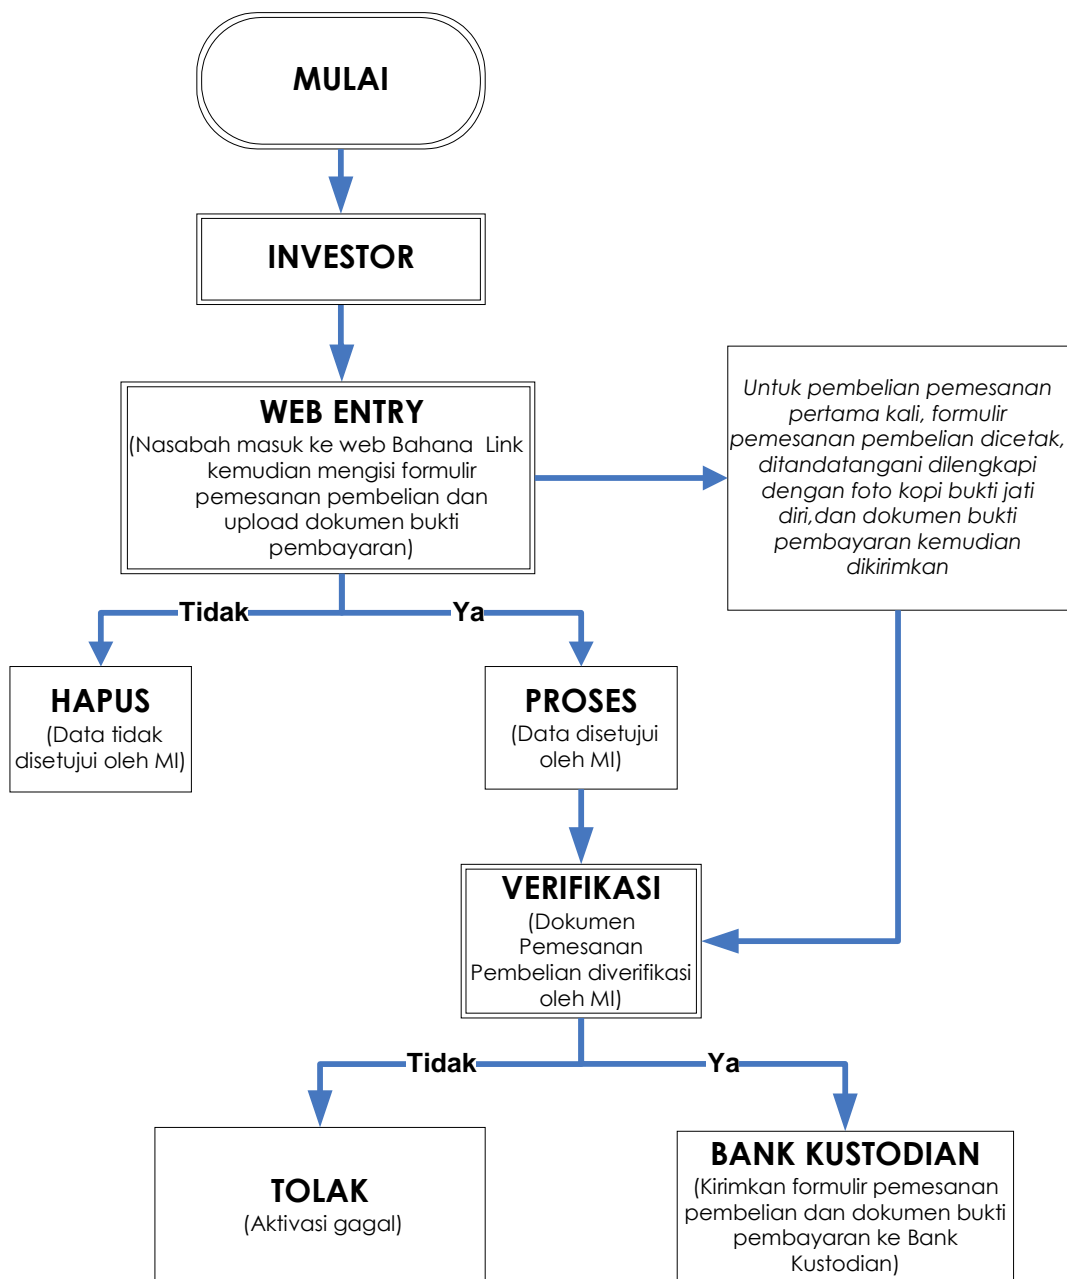 MULAI
INVESTOR
WEB ENTRY
(Nasabah masuk ke web Bahana Link
kemudian mengisi formulir
pemesanan pembelian dan
upload dokumen bukti
pembayaran)
Untuk pembelian pemesanan
pertama kali, formulir
pemesanan pembelian dicetak,
ditandatangani dilengkapi
dengan foto kopi bukti jati
diri,dan dokumen bukti
pembayaran kemudian
dikirimkan
Tidak
Ya
HAPUS
(Data tidak
disetujui oleh MI)
PROSES
(Data disetujui
oleh MI)
VERIFIKASI
(Dokumen
Pemesanan
Pembelian diverifikasi
oleh MI)
Tidak
Ya
TOLAK
(Aktivasi gagal)
BANK KUSTODIAN
(Kirimkan formulir pemesanan
pembelian dan dokumen bukti
pembayaran ke Bank
Kustodian)